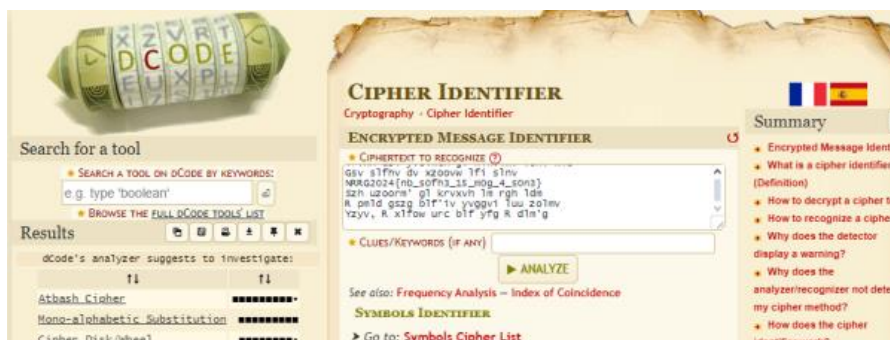 DCODE
Search for a tool
★ SEARCH A TOOL ON DCODE BY KEYWORDS:
e.g. type 'boolean'
★ BROWSE THE FULL DCODE TOOLS' LIST
Results
dCode's analyzer suggests to investigate:
↑↓ ↑↓
Atbash Cipher
Mono-alphabetic Substitution
CIPHER IDENTIFIER
Cryptography - Cipher Identifier
ENCRYPTED MESSAGE IDENTIFIER
★ CIPHERTEXT TO RECOGNIZE (?)
Gsv slfhv dv xzoovw lfi slnv
Szh uzoorm' gl krvxvh lm rgh ldm
R pmld gszg blf'iv yvggvi luu zolmv
Yzyv, R xlfow urc blf yfg R dlm'g
★ CLUES/KEYWORDS (IF ANY)
► ANALYZE
See also: Frequency Analysis – Index of Coincidence
SYMBOLS IDENTIFIER
➤ Go to: Symbols Cipher List
Summary
Encrypted Message Ident
What is a cipher identifier
(Definition)
How to decrypt a cipher t
How to recognize a ciphe
Why does the detector
display a warning?
Why does the
analyzer/recognizer not dete
my cipher method?
How does the cipher